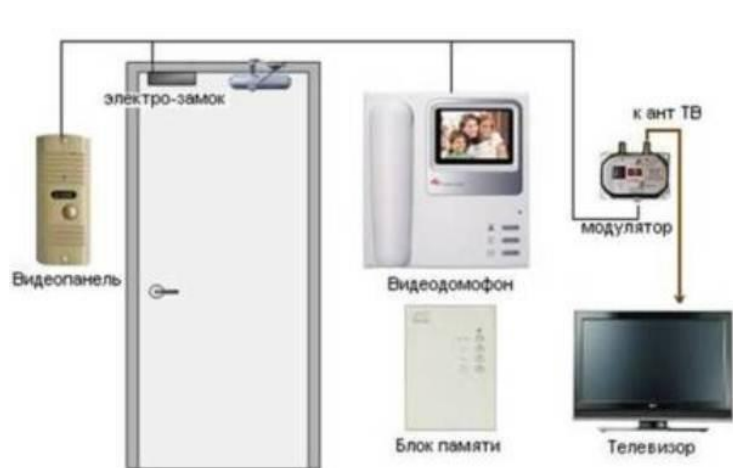 электро-замок
к ант ТВ
модулятор
Видеопанель
Видеодомофон
Блок памяти
Телевизор